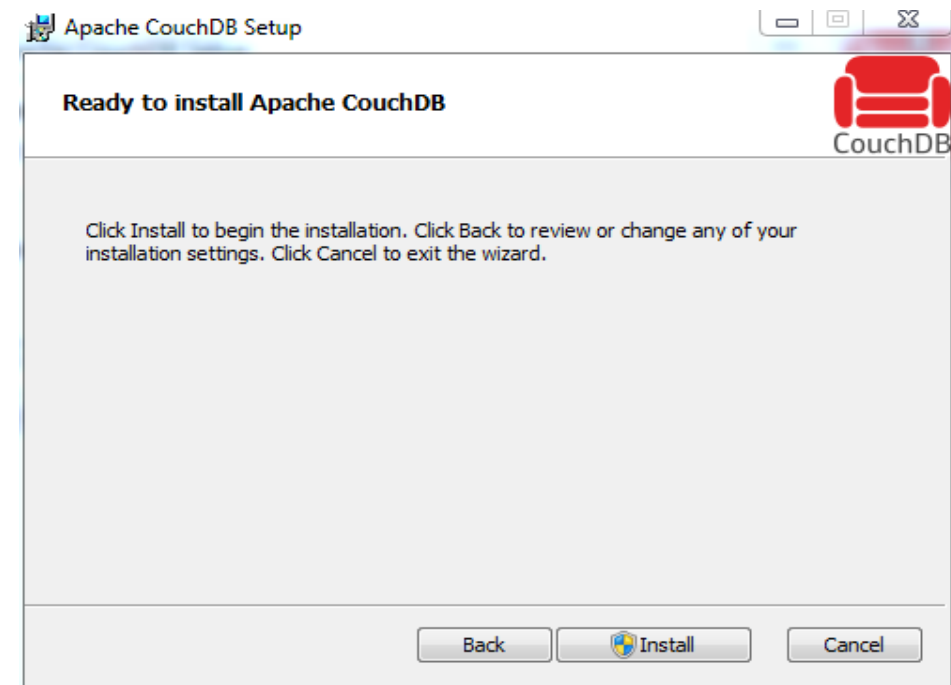 Apache CouchDB Setup
Ready to install Apache CouchDB
CouchDB
Click Install to begin the installation. Click Back to review or change any of your
installation settings. Click Cancel to exit the wizard.
Back
Install
Cancel